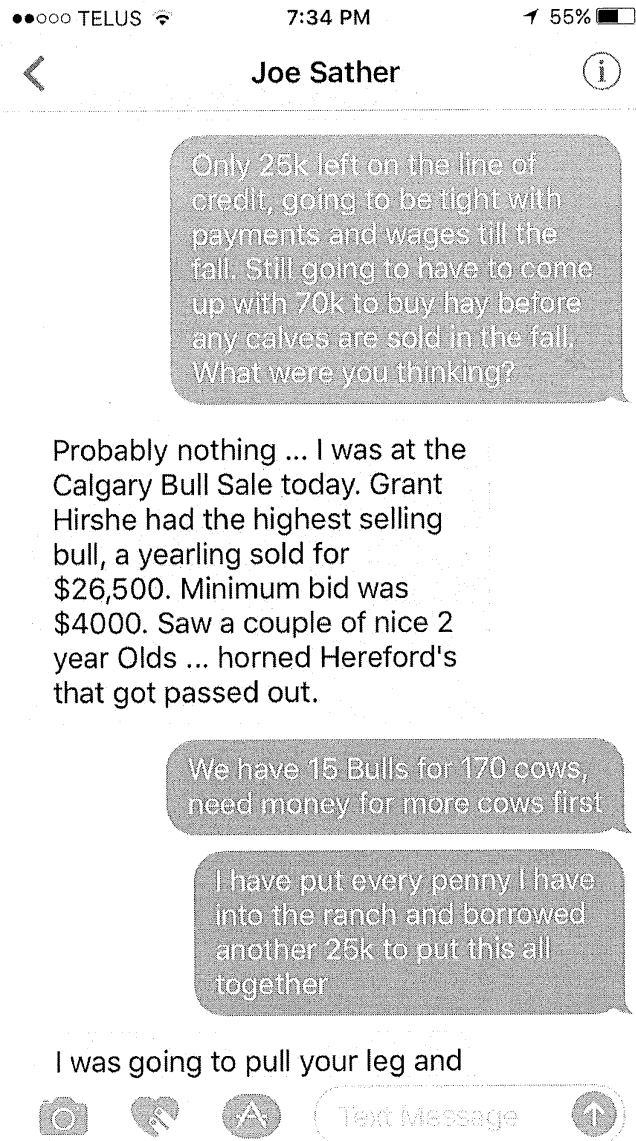 TELUS 7:34 PM 55%
Joe Sather
Only 25k left on the line of
credit, going to be tight with
payments and wages till the
fall. Still going to have to come
up with 70k to buy hay before
any calves are sold in the fall.
What were you thinking?
Probably nothing ... I was at the
Calgary Bull Sale today. Grant
Hirshe had the highest selling
bull, a yearling sold for
$26,500. Minimum bid was
$4000. Saw a couple of nice 2
year Olds ... horned Hereford's
that got passed out.
We have 15 Bulls for 170 cows,
need money for more cows first
I have put every penny I have
into the ranch and borrowed
another 25k to put this all
together
I was going to pull your leg and
Text Message